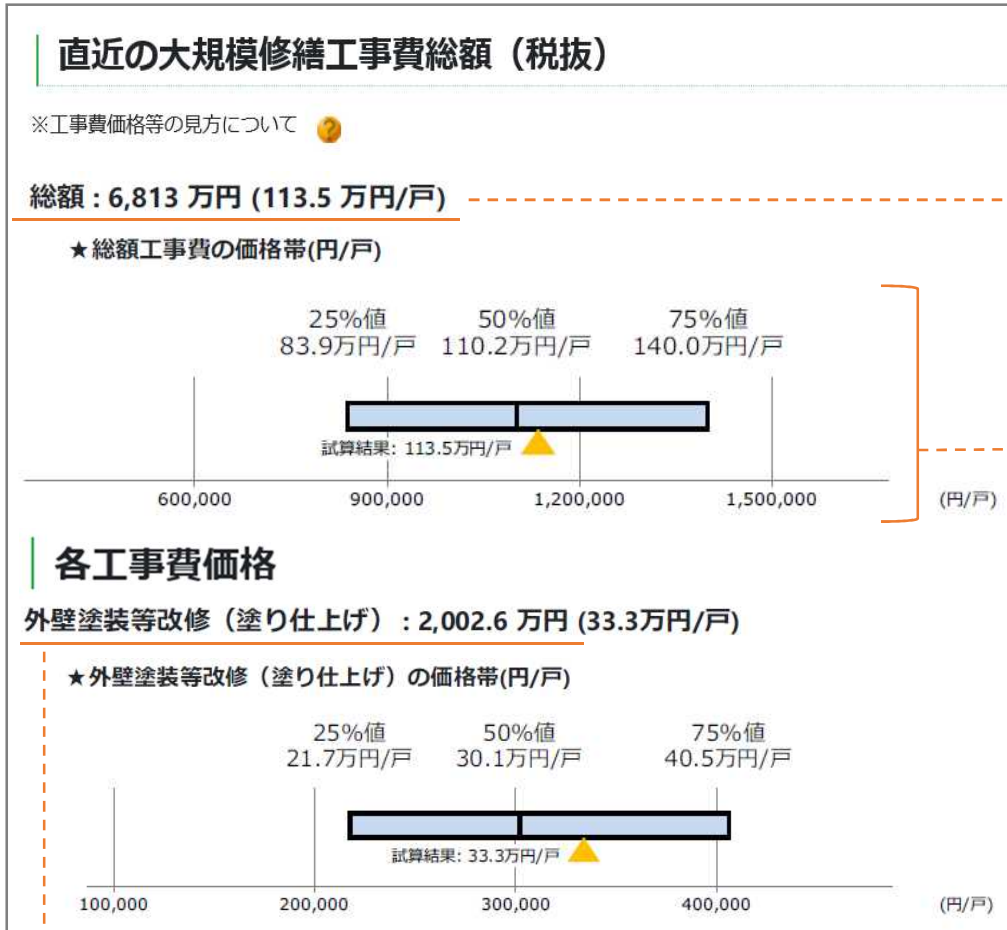 直近の大規模修繕工事費総額（税抜）
※工事費価格等の見方について ?
総額：6,813 万円 (113.5 万円/戸)
★総額工事費の価格帯(円/戸)
25%値 50%値 75%値
83.9万円/戸 110.2万円/戸 140.0万円/戸
試算結果: 113.5万円/戸
600,000 900,000 1,200,000 1,500,000 (円/戸)
各工事費価格
外壁塗装等改修（塗り仕上げ）：2,002.6 万円 (33.3万円/戸)
★外壁塗装等改修（塗り仕上げ）の価格帯(円/戸)
25%値 50%値 75%値
21.7万円/戸 30.1万円/戸 40.5万円/戸
試算結果: 33.3万円/戸
100,000 200,000 300,000 400,000 (円/戸)